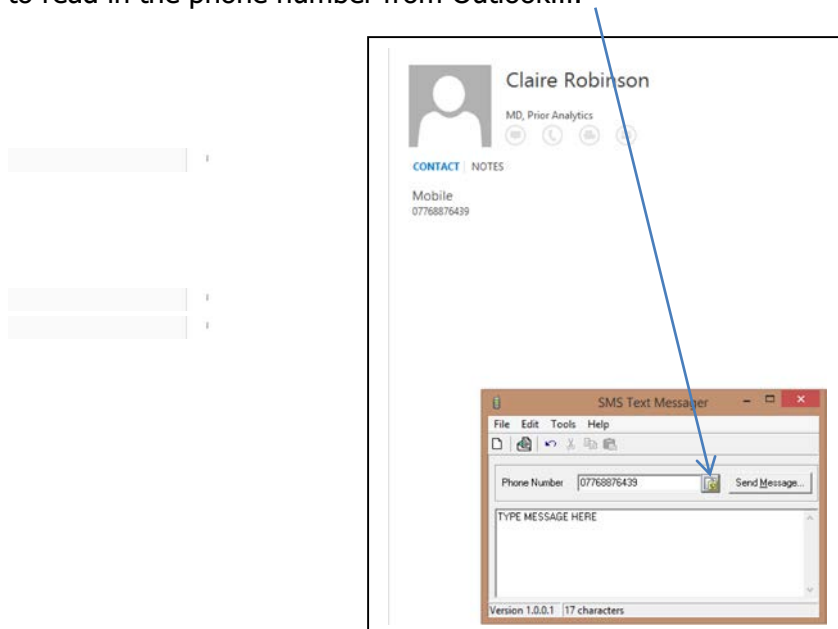 to read in the phone number from Outlook....
Claire Robinson
MD, Prior Analytics
CONTACT | NOTES
Mobile
07768876439
SMS Text Messager
File Edit Tools Help
Phone Number 07768876439 Send Message...
TYPE MESSAGE HERE
Version 1.0.0.1 17 characters